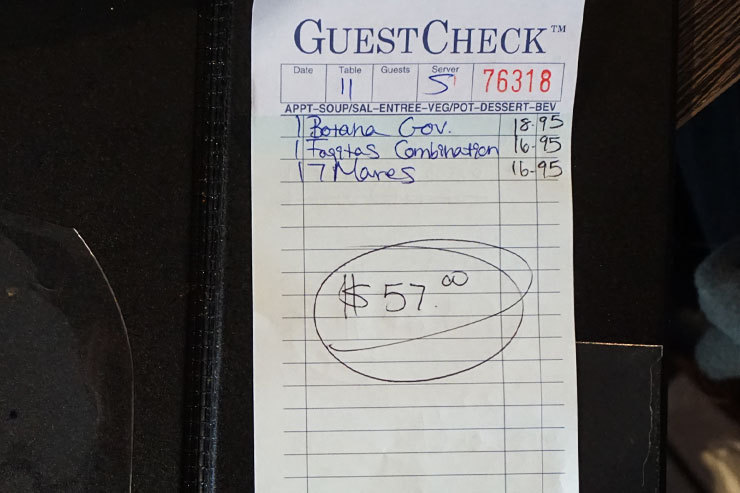 GUESTCHECK™
Date Table Guests Server
11 S 76318
APPT–SOUP/SAL–ENTREE–VEG/POT–DESSERT–BEV
1 Botana Gov. 18.95
1 Fagitas Combination 16.95
1 7 Mares 16.95
$57.00